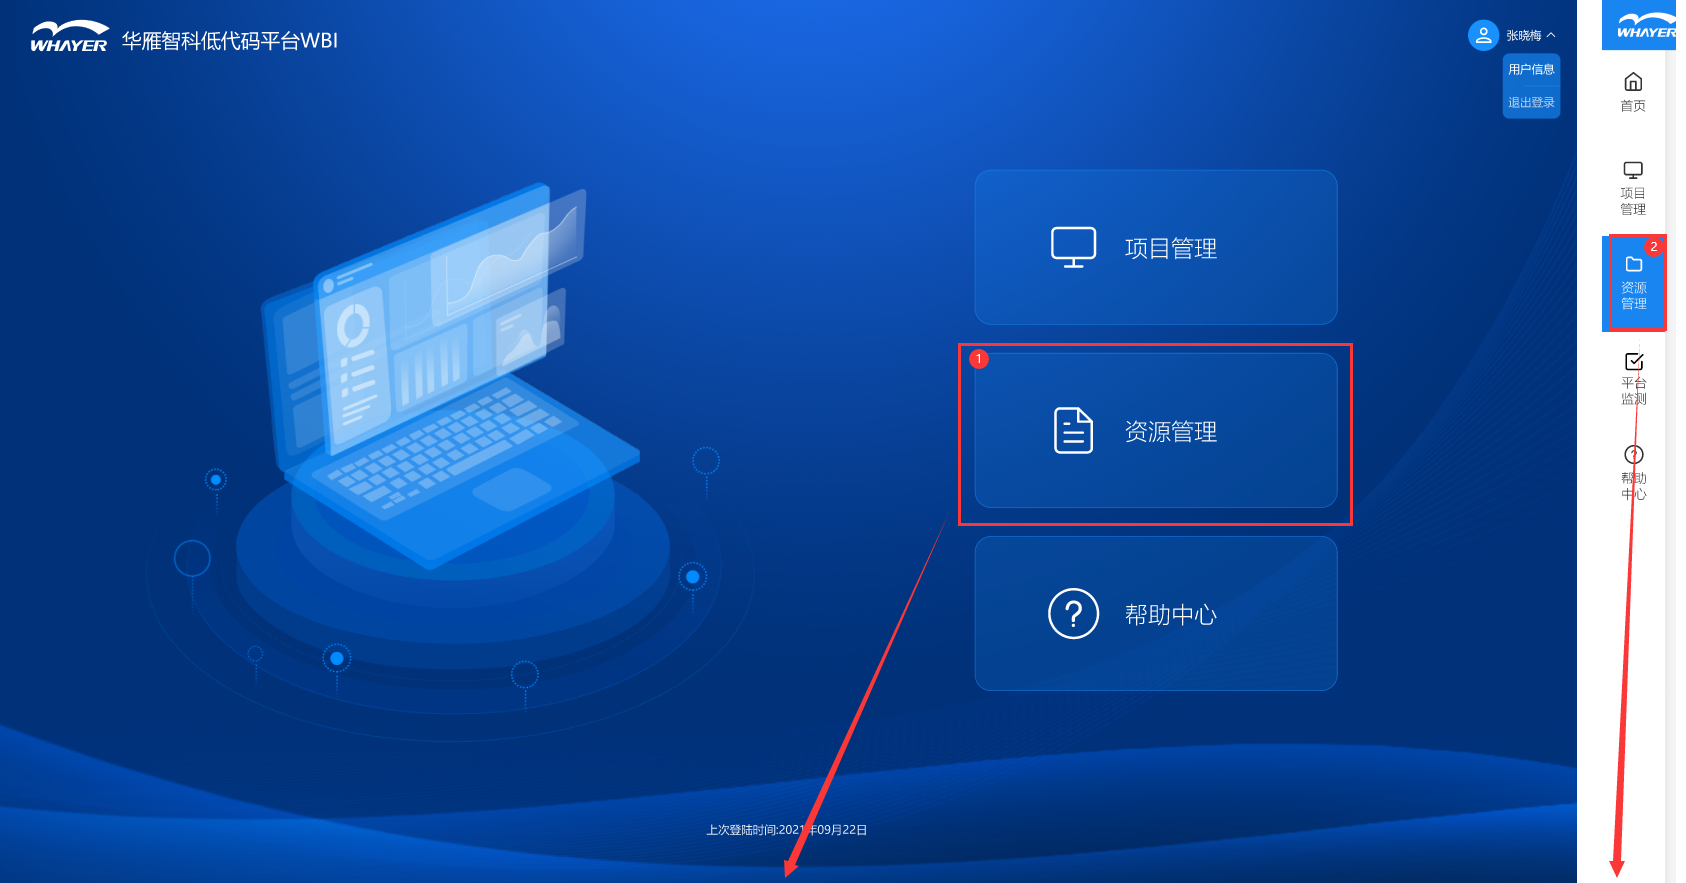 WHAYER 华雁智科低代码平台WBI
张晓梅
用户信息
退出登录
项目管理
1
资源管理
帮助中心
上次登陆时间:2021年09月22日
WHAYER
首页
项目
管理
2
资源
管理
平台
监测
帮助
中心